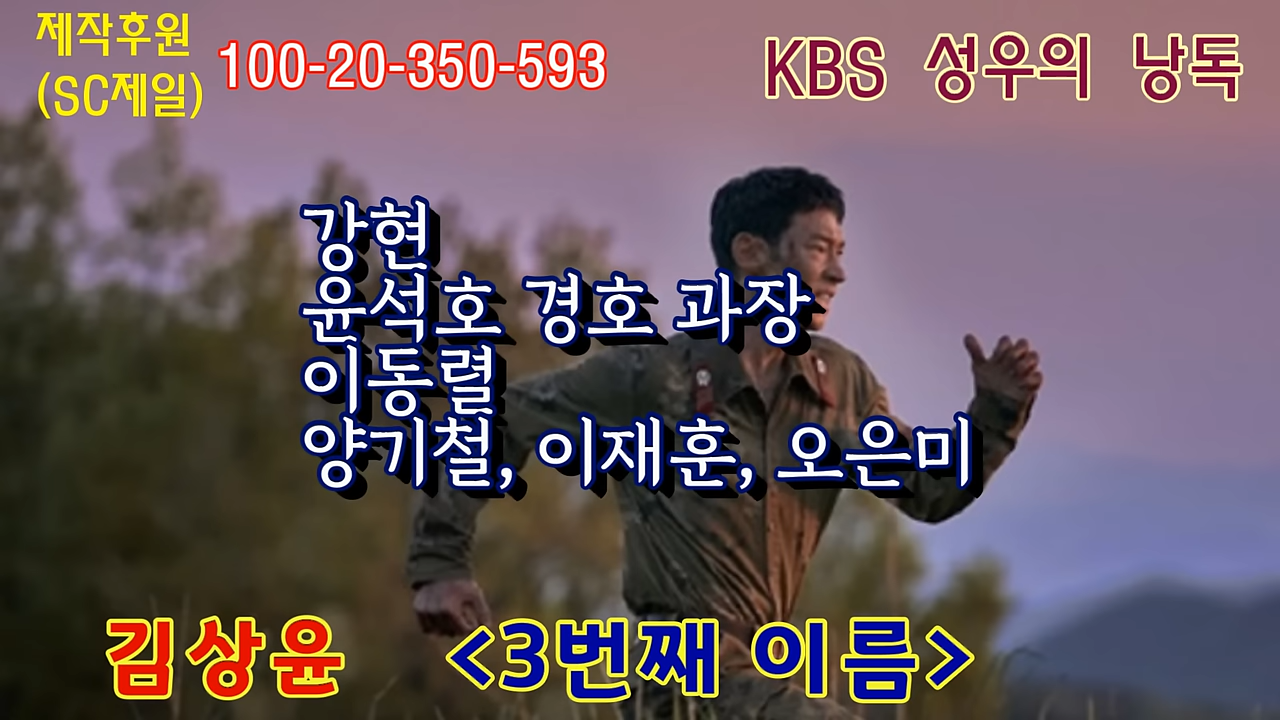 제작후원
(SC제일)
100-20-350-593
KBS 성우의 낭독
강현
윤석호 경호 과장
이동렬
양기철, 이재훈, 오은미
김상윤 <3번째 이름>